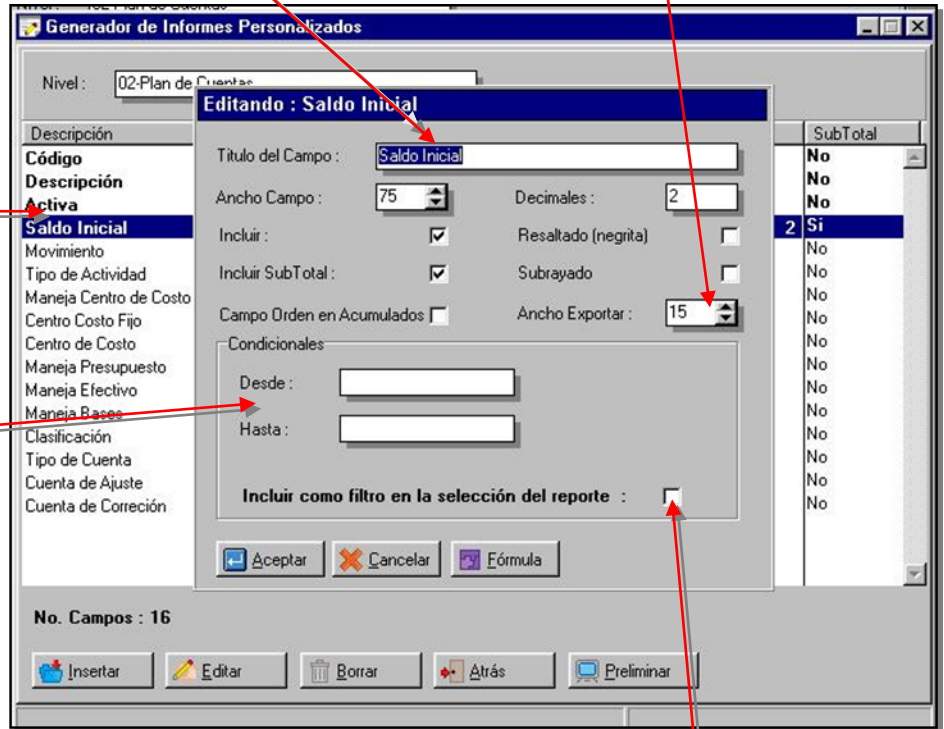 Generador de Informes Personalizados
Nivel : 02-Plan de Cuentas
Editando : Saldo Inicial
Descripción SubTotal
Titulo del Campo : Saldo Inicial
Código No
Descripción No
Ancho Campo : 75 Decimales : 2
Activa No
Saldo Inicial 2 Si
Incluir : Resaltado (negrita)
Movimiento No
Tipo de Actividad No
Incluir SubTotal : Subrayado
Maneja Centro de Costo No
Centro Costo Fijo No
Campo Orden en Acumulados Ancho Exportar : 15
Centro de Costo No
Condicionales
Maneja Presupuesto No
Desde :
Maneja Efectivo No
Maneja Bases No
Hasta :
Clasificación No
Tipo de Cuenta No
Cuenta de Ajuste No
Incluir como filtro en la selección del reporte :
Cuenta de Correción No
Aceptar Cancelar Fórmula
No. Campos : 16
Insertar Editar Borrar Atrás Preliminar